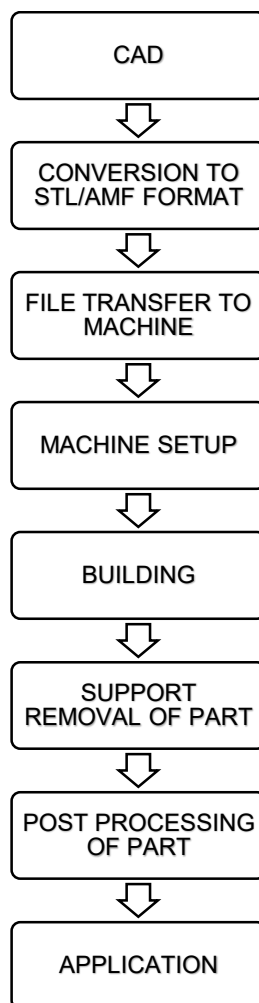 CAD
CONVERSION TO
STL/AMF FORMAT
FILE TRANSFER TO
MACHINE
MACHINE SETUP
BUILDING
SUPPORT
REMOVAL OF PART
POST PROCESSING
OF PART
APPLICATION